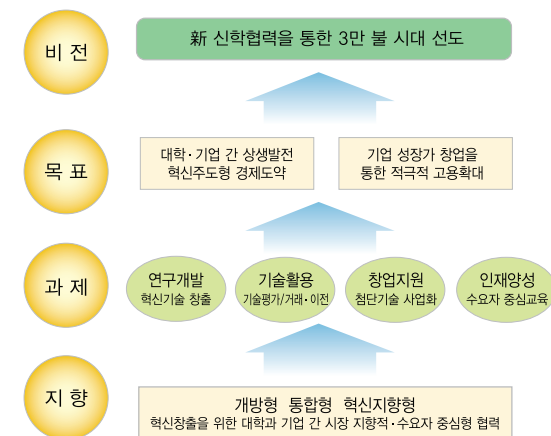 비 전
新 신학협력을 통한 3만 불 시대 선도
목 표
대학·기업 간 상생발전
혁신주도형 경제도약
기업 성장가 창업을
통한 적극적 고용확대
과 제
연구개발
혁신기술 창출
기술활용
기술평가/거래·이전
창업지원
첨단기술 사업화
인재양성
수요자 중심교육
지 향
개방형 통합형 혁신지향형
혁신창출을 위한 대학과 기업 간 시장 지향적·수요자 중심형 협력